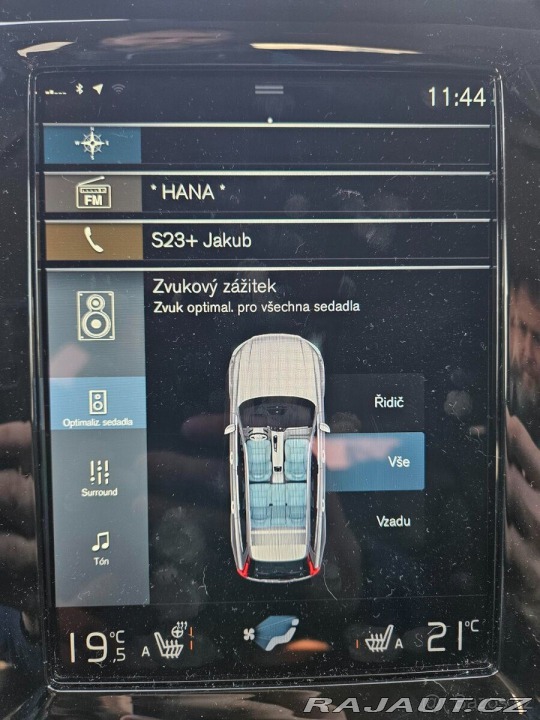 11:44
FM
* HANA *
S23+ Jakub
Zvukový zážitek
Zvuk optimal. pro všechna sedadla
Řidič
Optimaliz. sedadla
Vše
Surround
Vzadu
Tón
19,5 °C
A
A
21 °C
RAJAUT.CZ